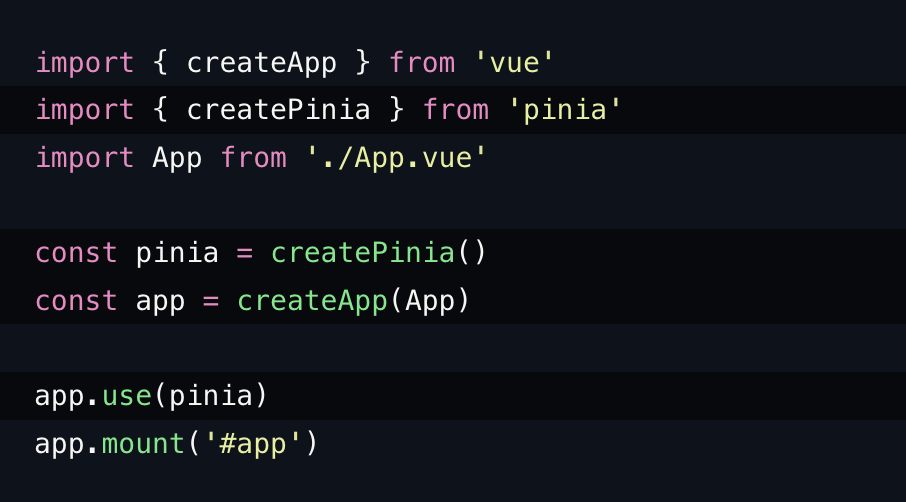 import { createApp } from 'vue'
import { createPinia } from 'pinia'
import App from './App.vue'

const pinia = createPinia()
const app = createApp(App)

app.use(pinia)
app.mount('#app')